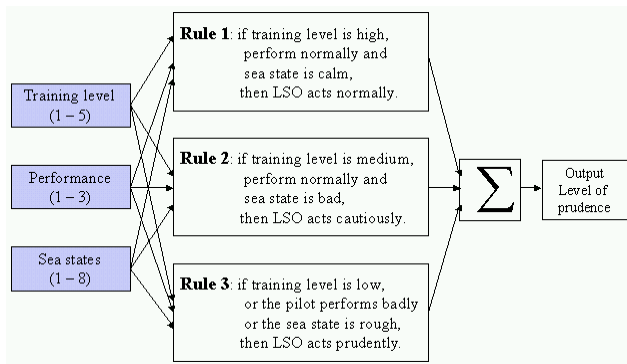 Training level
(1 – 5)
Performance
(1 – 3)
Sea states
(1 – 8)
Rule 1: if training level is high,
perform normally and
sea state is calm,
then LSO acts normally.
Rule 2: if training level is medium,
perform normally and
sea state is bad,
then LSO acts cautiously.
Rule 3: if training level is low,
or the pilot performs badly
or the sea state is rough,
then LSO acts prudently.
∑
Output
Level of
prudence